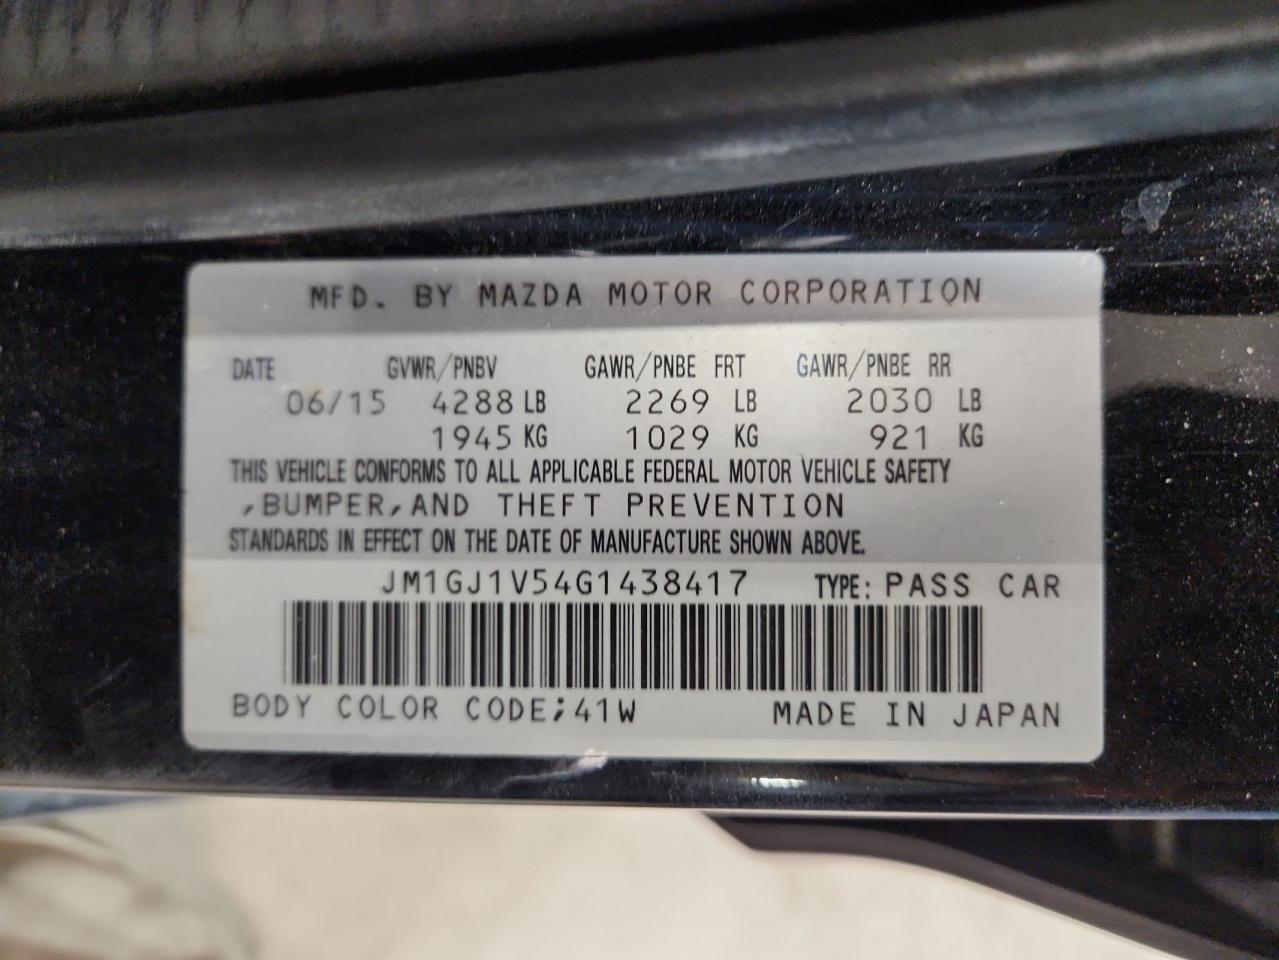 MFD. BY MAZDA MOTOR CORPORATION
DATE GVWR/PNBV GAWR/PNBE FRT GAWR/PNBE RR
06/15 4288 LB 2269 LB 2030 LB
1945 KG 1029 KG 921 KG
THIS VEHICLE CONFORMS TO ALL APPLICABLE FEDERAL MOTOR VEHICLE SAFETY
,BUMPER,AND THEFT PREVENTION
STANDARDS IN EFFECT ON THE DATE OF MANUFACTURE SHOWN ABOVE.
JM1GJ1V54G1438417 TYPE: PASS CAR
BODY COLOR CODE;41W MADE IN JAPAN